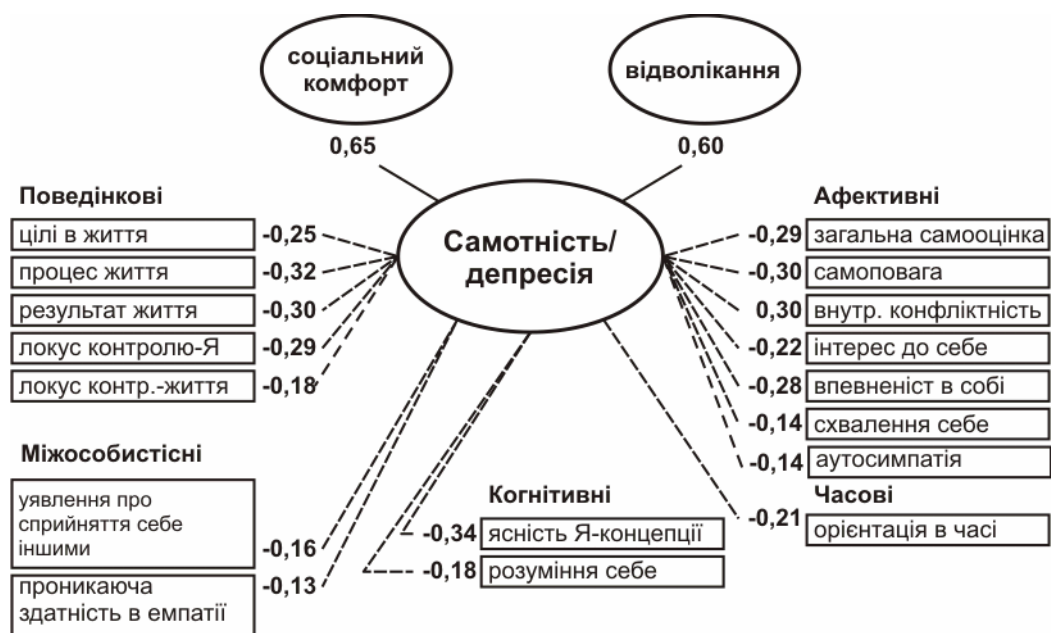 соціальний
комфорт
відволікання
0,65
0,60
Самотність/
депресія
Поведінкові
цілі в життя -0,25
процес життя -0,32
результат життя -0,30
локус контролю-Я -0,29
локус контр.-життя -0,18
Афективні
-0,29 загальна самооцінка
-0,30 самоповага
0,30 внутр. конфліктність
-0,22 інтерес до себе
-0,28 впевненіст в собі
-0,14 схвалення себе
-0,14 аутосимпатія
Міжособистісні
уявлення про
сприйняття себе
іншими -0,16
проникаюча -0,13
здатність в емпатії
Когнітивні
-0,34 ясність Я-концепції
-0,18 розуміння себе
Часові
-0,21 орієнтація в часі